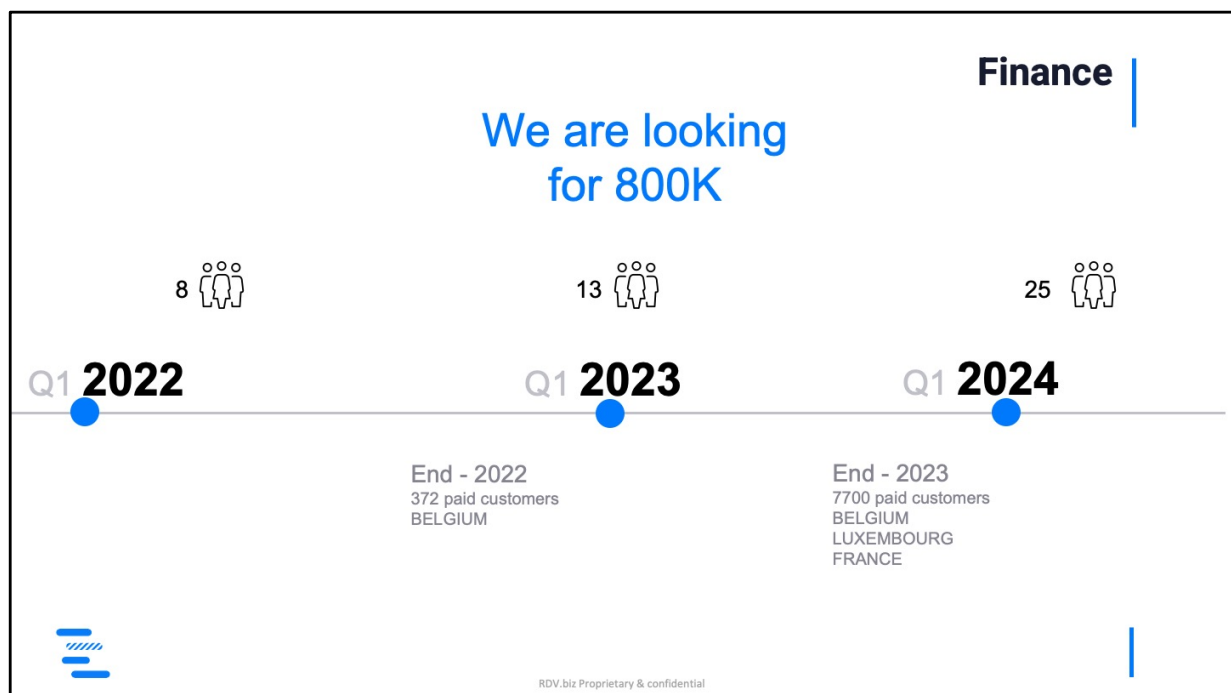 Finance
We are looking
for 800K
8
13
25
Q1 2022
Q1 2023
Q1 2024
End - 2022
372 paid customers
BELGIUM
End - 2023
7700 paid customers
BELGIUM
LUXEMBOURG
FRANCE
RDV.biz Proprietary & confidential